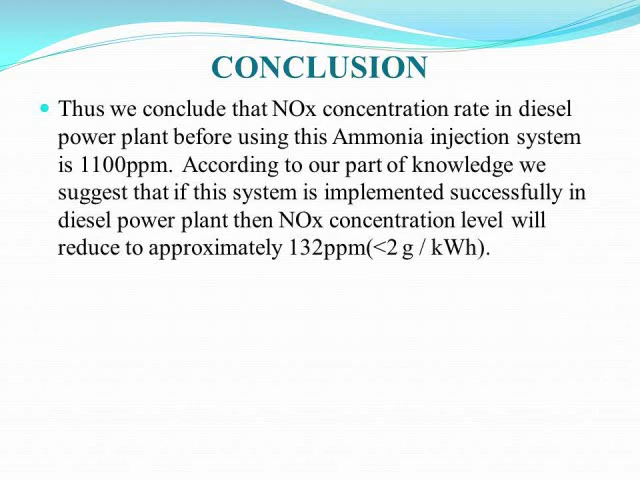 CONCLUSION
Thus we conclude that NOx concentration rate in diesel
power plant before using this Ammonia injection system
is 1100ppm. According to our part of knowledge we
suggest that if this system is implemented successfully in
diesel power plant then NOx concentration level will
reduce to approximately 132ppm(<2 g / kWh).